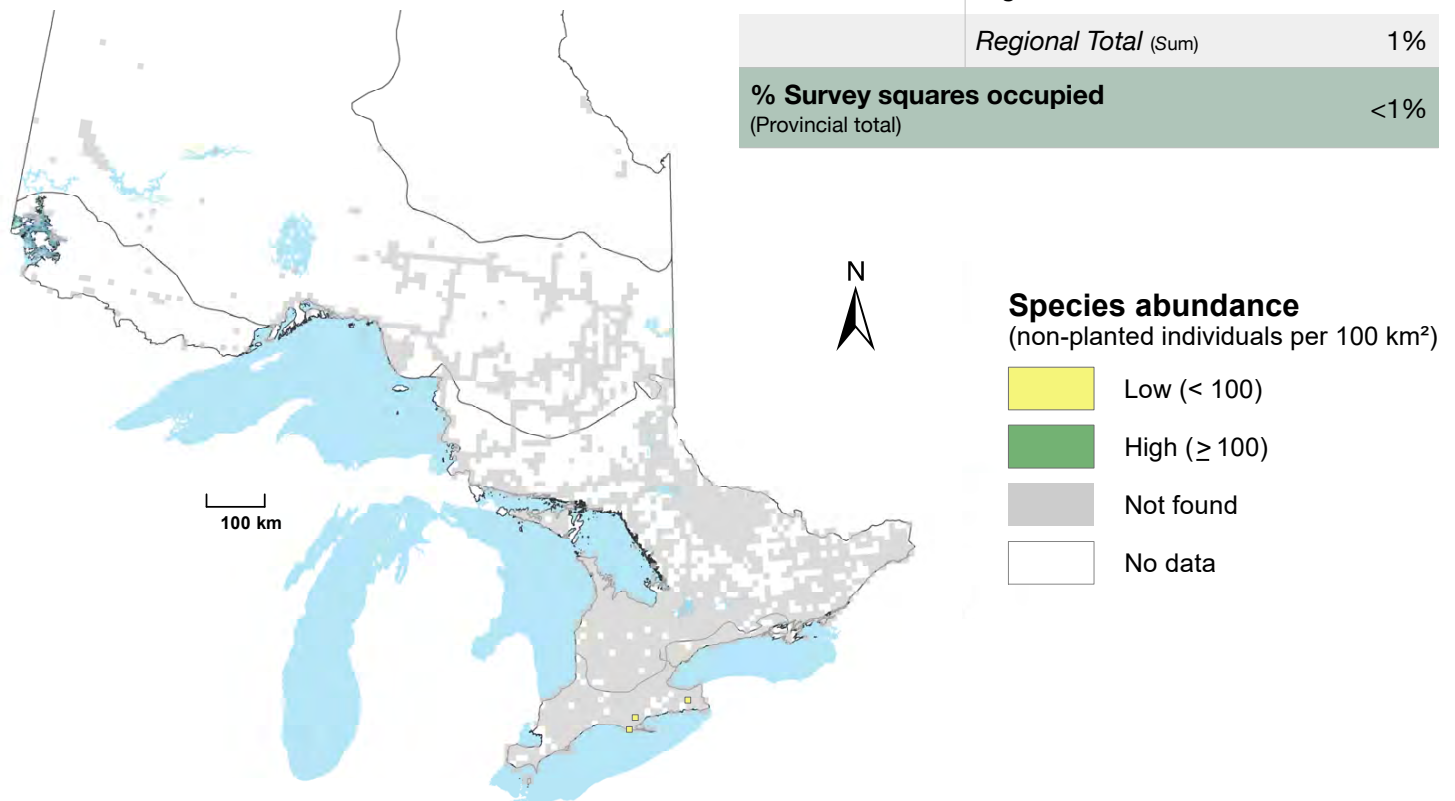 Regional Total (Sum) 1%
% Survey squares occupied <1%
(Provincial total)
N
Species abundance
(non-planted individuals per 100 km²)
Low (< 100)
High (≥ 100)
Not found
No data
100 km